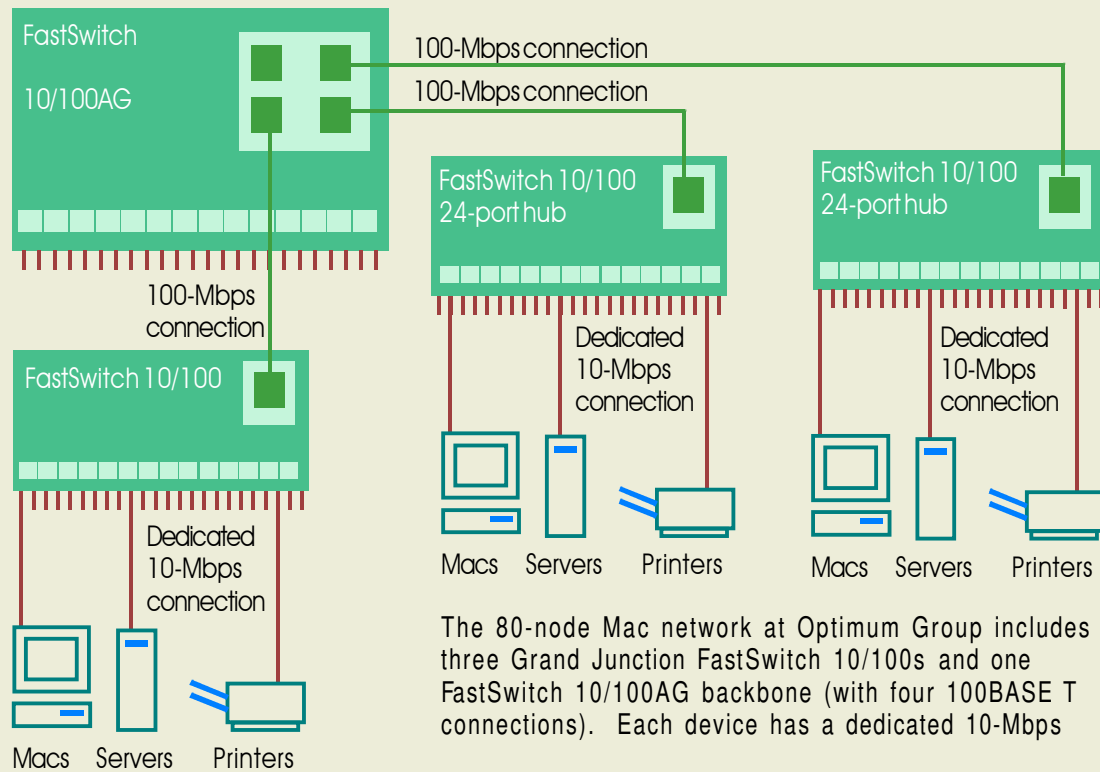 FastSwitch
10/100AG
100-Mbps connection
100-Mbps connection
FastSwitch 10/100
24-port hub
FastSwitch 10/100
24-port hub
100-Mbps
connection
FastSwitch 10/100
Dedicated
10-Mbps
connection
Dedicated
10-Mbps
connection
Dedicated
10-Mbps
connection
Macs Servers Printers
Macs Servers Printers
Macs Servers Printers
The 80-node Mac network at Optimum Group includes
three Grand Junction FastSwitch 10/100s and one
FastSwitch 10/100AG backbone (with four 100BASE T
connections). Each device has a dedicated 10-Mbps